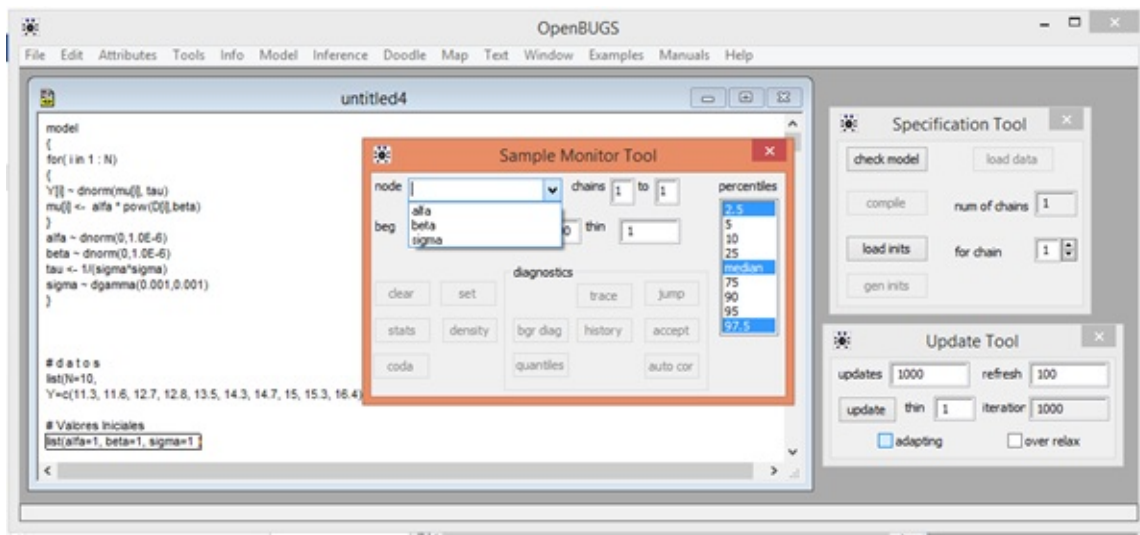 OpenBUGS
File Edit Attributes Tools Info Model Inference Doodle Map Text Window Examples Manuals Help
untitled4
model
{
for( i in 1 : N)
{
Y[i] ~ dnorm(mu[i], tau)
mu[i] <- alfa * pow(D[i],beta)
}
alfa ~ dnorm(0,1.0E-6)
beta ~ dnorm(0,1.0E-6)
tau <- 1/(sigma*sigma)
sigma ~ dgamma(0.001,0.001)
}
# d a t o s
list(N=10,
Y=c(11.3, 11.6, 12.7, 12.8, 13.5, 14.3, 14.7, 15, 15.3, 16.4)
# Valores Iniciales
list(alfa=1, beta=1, sigma=1 )
Sample Monitor Tool
node chains 1 to 1 percentiles
alfa
beta
sigma
beg thin 1
2.5
5
10
25
median
75
90
95
97.5
diagnostics
clear set trace jump
stats density bgr diag history accept
coda quantiles auto cor
Specification Tool
check model load data
compile num of chains 1
load inits for chain 1
gen inits
Update Tool
updates 1000 refresh 100
update thin 1 iteration 1000
adapting over relax